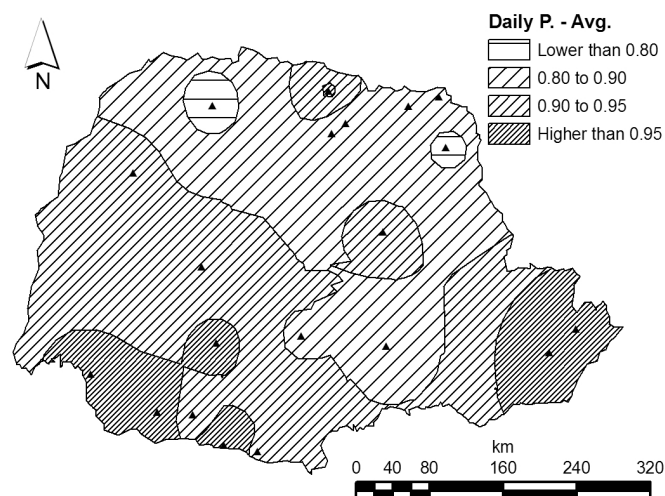 Daily P. - Avg.
Lower than 0.80
0.80 to 0.90
0.90 to 0.95
Higher than 0.95
N
km
0 40 80 160 240 320